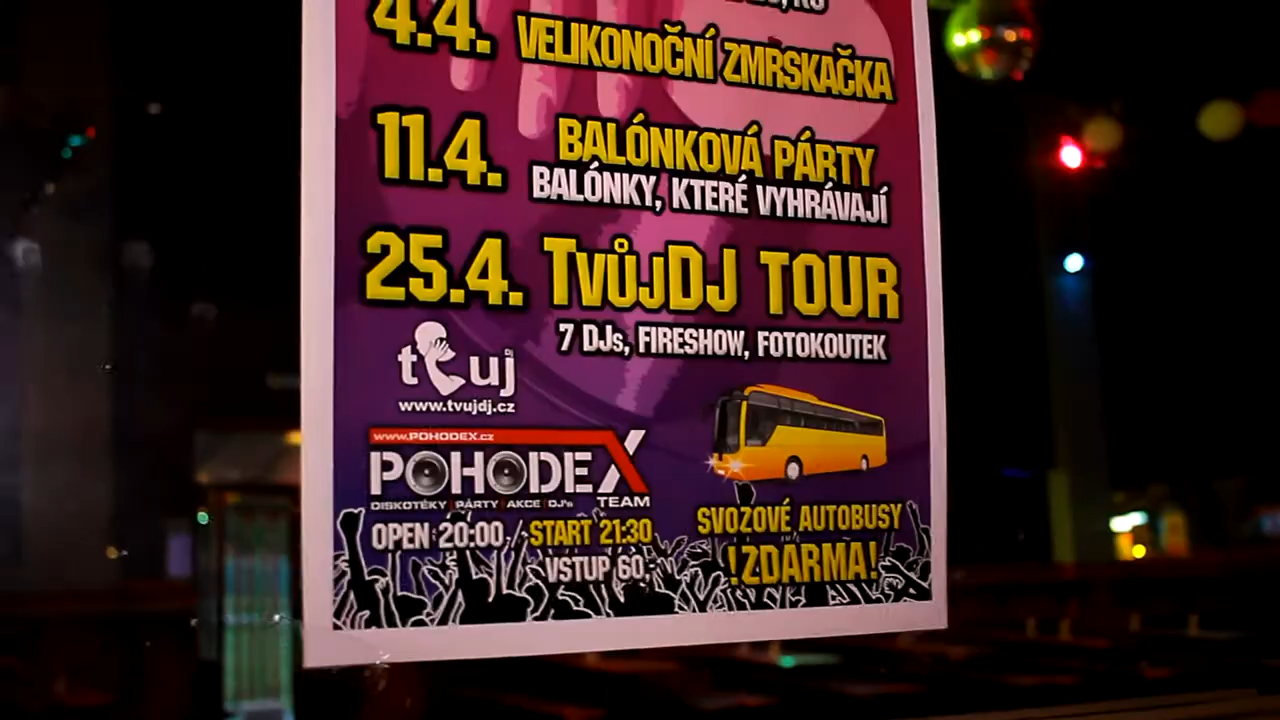 4.4. VELIKONOČNÍ ZMRSKAČKA
11.4. BALÓNKOVÁ PÁRTY
BALÓNKY, KTERÉ VYHRÁVAJÍ
25.4. TVŮJDJ TOUR
7 DJs, FIRESHOW, FOTOKOUTEK
tvuj DJ
www.tvujdj.cz
www.POHODEX.cz
POHODEX
DISKOTÉKY | PÁRTY | AKCE | DJ's TEAM
OPEN 20:00 / START 21:30
VSTUP 60,-
SVOZOVÉ AUTOBUSY
!ZDARMA!